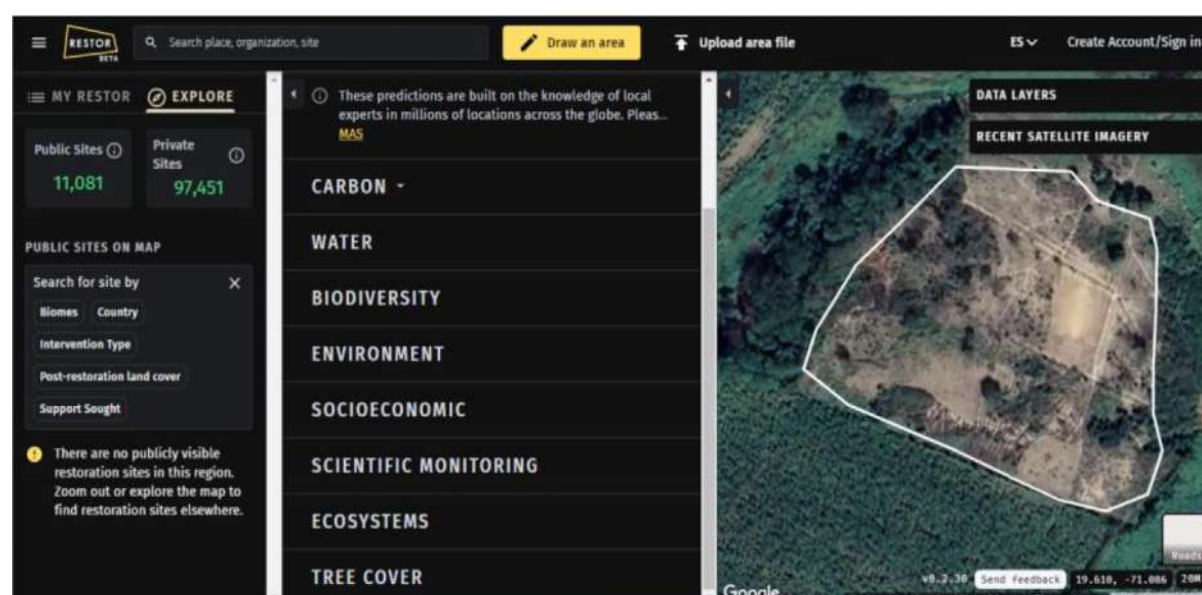 RESTOR
BETA
Search place, organization, site
Draw an area
Upload area file
ES
Create Account/Sign in
MY RESTOR
EXPLORE
Public Sites
11,081
Private Sites
97,451
PUBLIC SITES ON MAP
Search for site by
Biomes
Country
Intervention Type
Post-restoration land cover
Support Sought
There are no publicly visible
restoration sites in this region.
Zoom out or explore the map to
find restoration sites elsewhere.
These predictions are built on the knowledge of local
experts in millions of locations across the globe. Pleas...
MAS
CARBON
WATER
BIODIVERSITY
ENVIRONMENT
SOCIOECONOMIC
SCIENTIFIC MONITORING
ECOSYSTEMS
TREE COVER
DATA LAYERS
RECENT SATELLITE IMAGERY
Roads
Google
v0.2.30
Send feedback
19.610, -71.086
20M